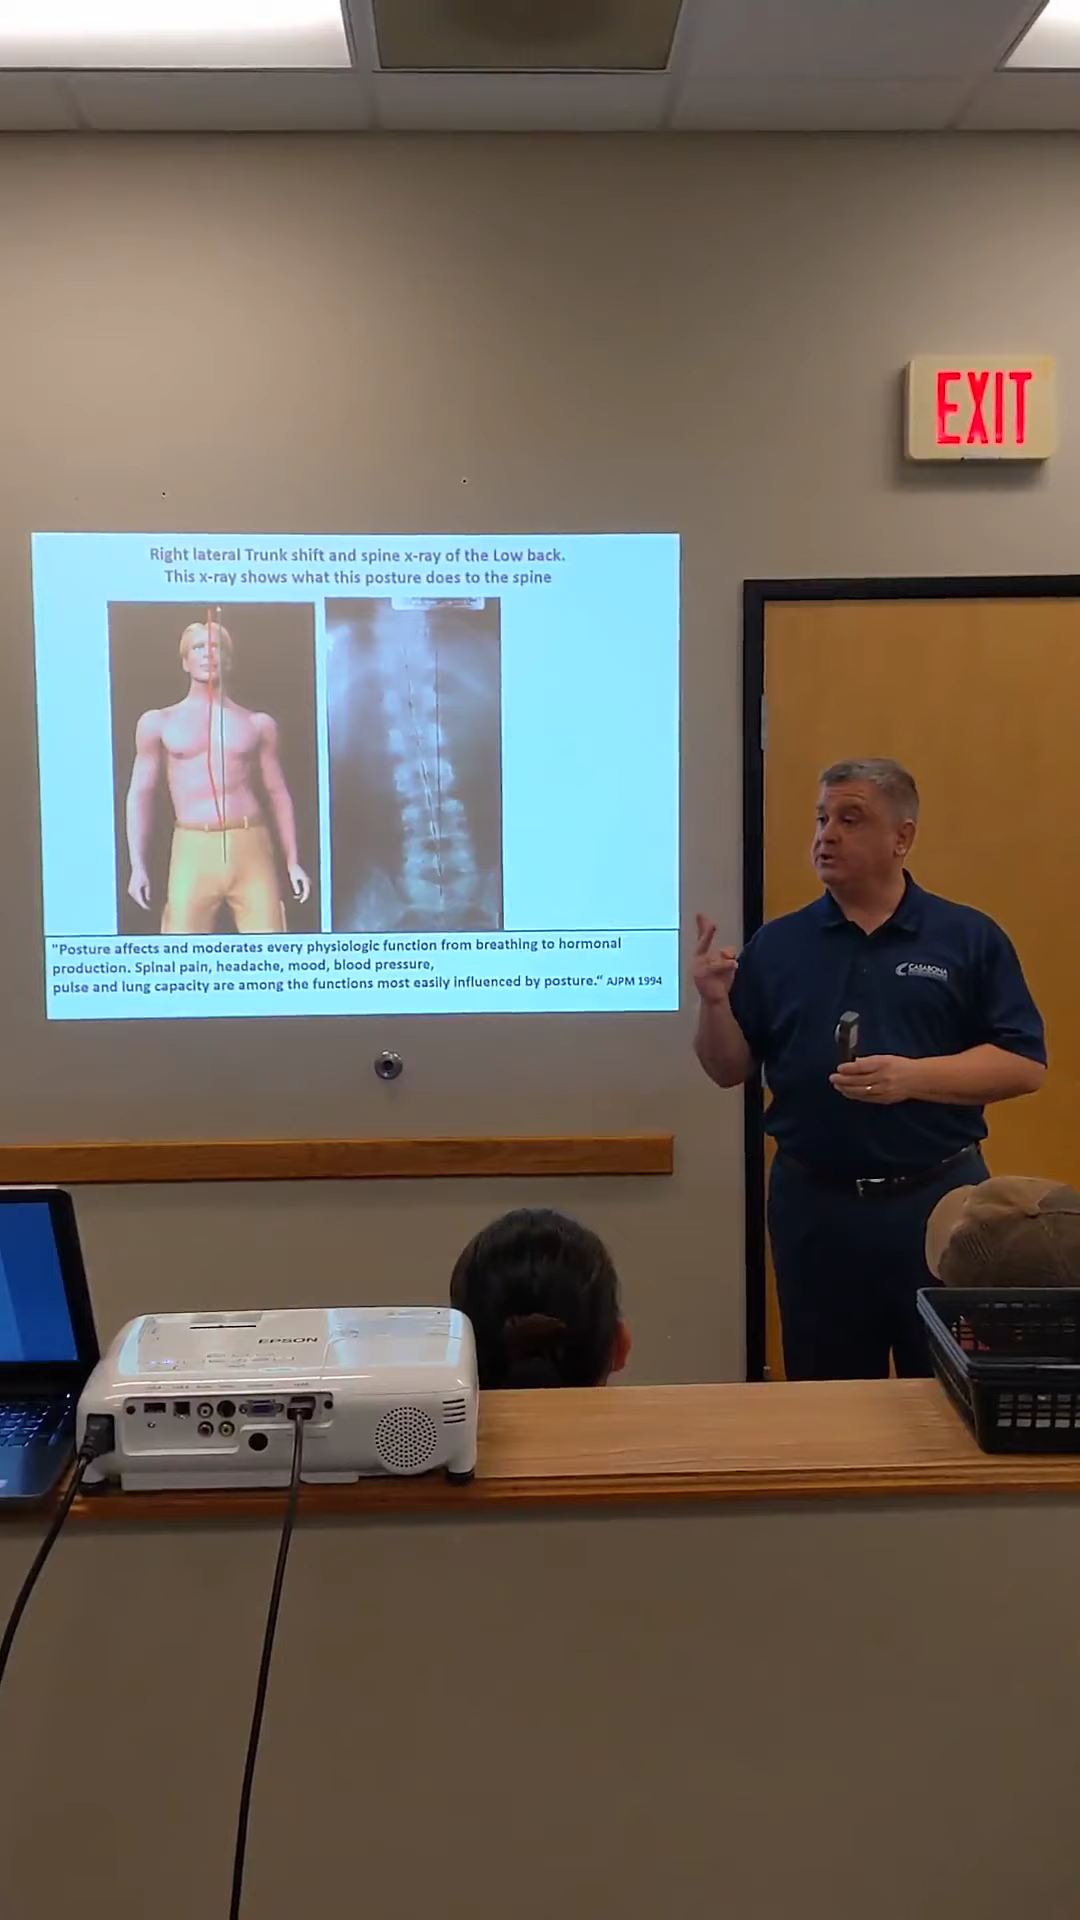 EXIT
Right lateral Trunk shift and spine x-ray of the Low back.
This x-ray shows what this posture does to the spine
"Posture affects and moderates every physiologic function from breathing to hormonal
production. Spinal pain, headache, mood, blood pressure,
pulse and lung capacity are among the functions most easily influenced by posture." AJPM 1994
CASABONA
EPSON